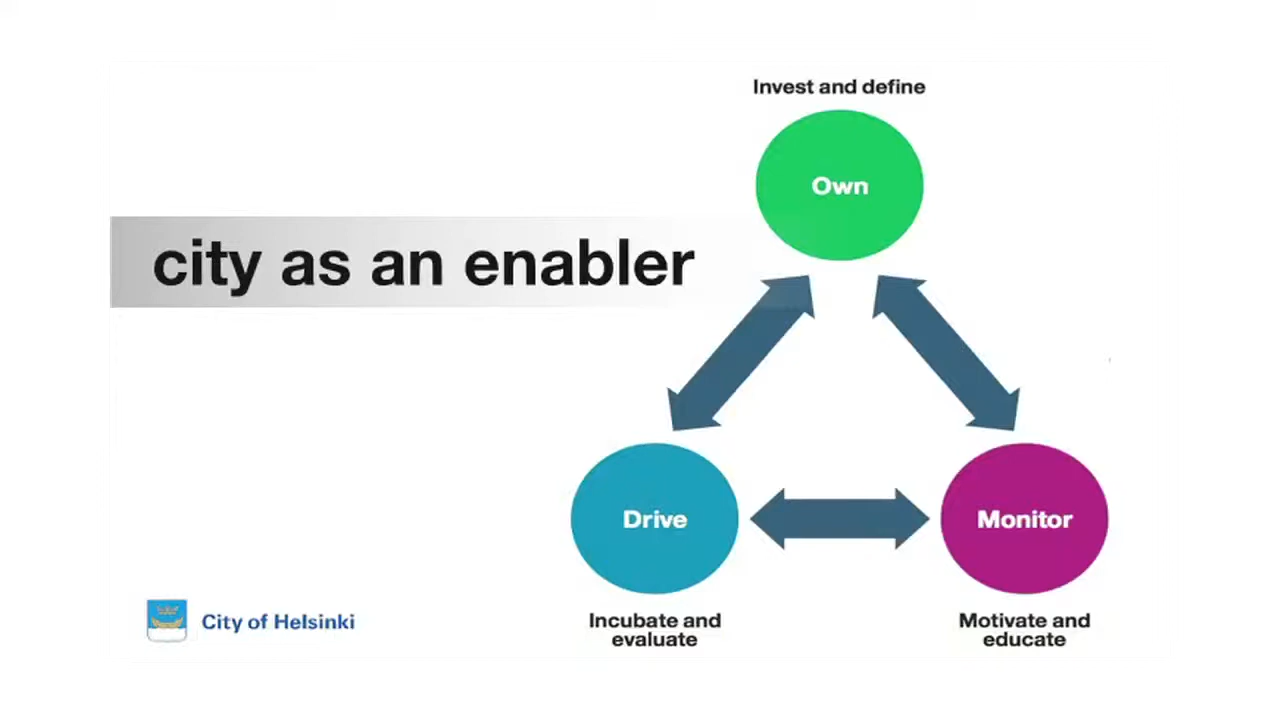 Invest and define
Own
city as an enabler
Drive
Monitor
Incubate and
evaluate
Motivate and
educate
City of Helsinki